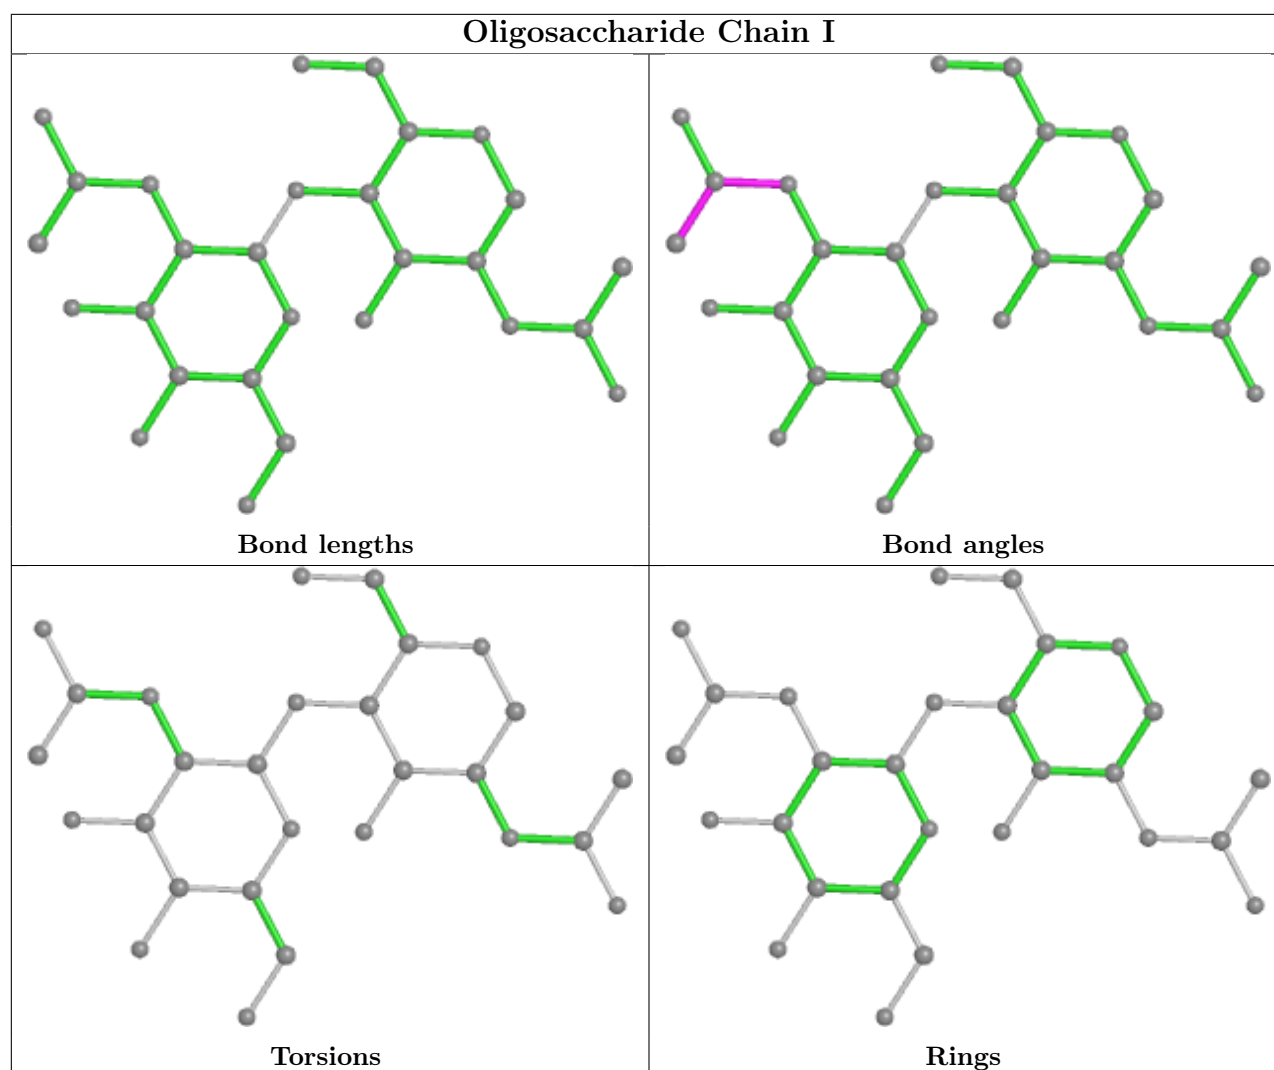 Oligosaccharide Chain I
Bond lengths
Bond angles
Torsions
Rings